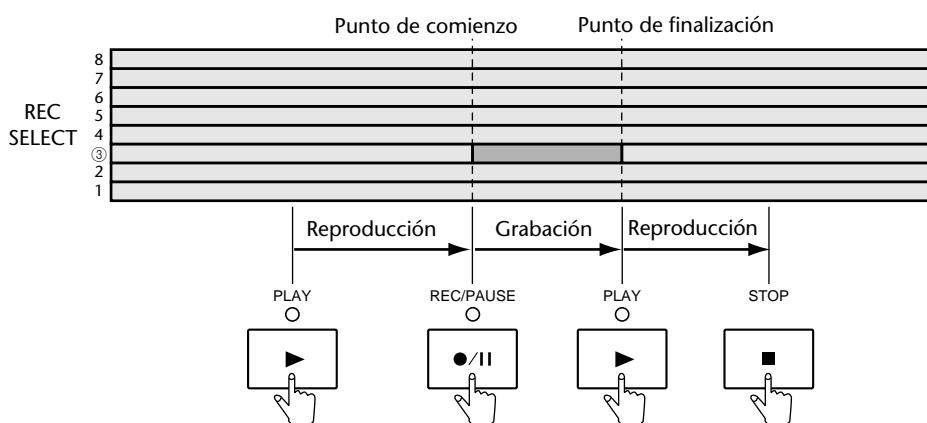 Punto de comienzo Punto de finalización
8
7
6
REC
SELECT
5
4
③
2
1
Reproducción Grabación Reproducción
PLAY REC/PAUSE PLAY STOP